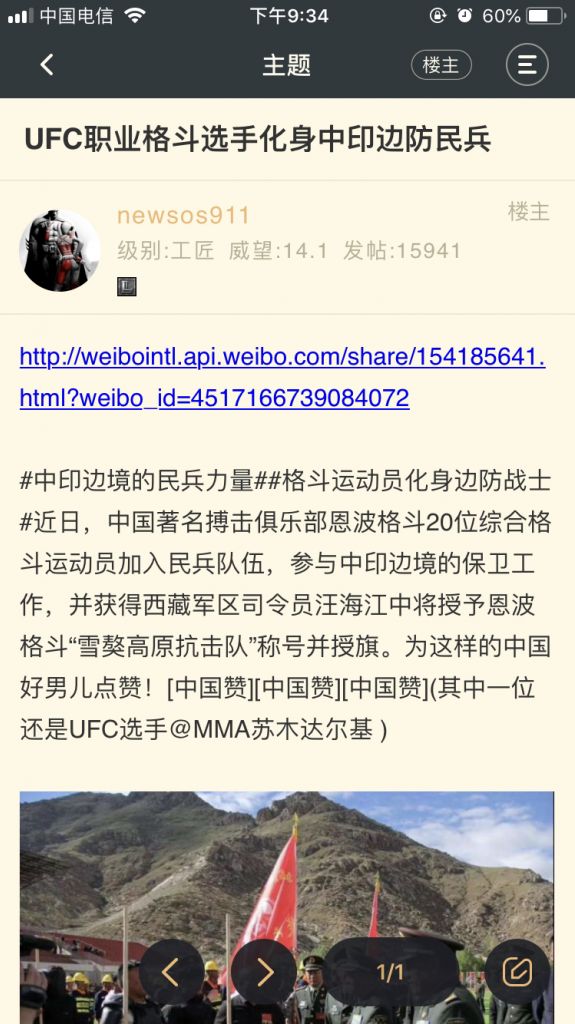 中国电信
下午9:34
60%
主题
楼主
UFC职业格斗选手化身中印边防民兵
newsos911
楼主
级别:工匠 威望:14.1 发帖:15941
http://weibointl.api.weibo.com/share/154185641.
html?weibo_id=4517166739084072
#中印边境的民兵力量##格斗运动员化身边防战士
#近日，中国著名搏击俱乐部恩波格斗20位综合格
斗运动员加入民兵队伍，参与中印边境的保卫工
作，并获得西藏军区司令员汪海江中将授予恩波
格斗“雪獒高原抗击队”称号并授旗。为这样的中国
好男儿点赞！[中国赞][中国赞][中国赞](其中一位
还是UFC选手@MMA苏木达尔基 )
1/1